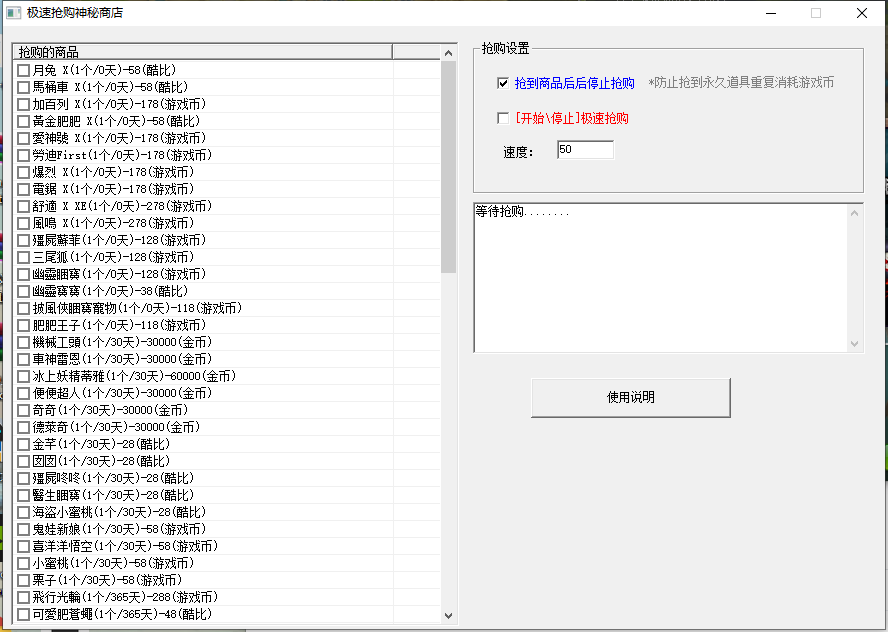 极速抢购神秘商店
抢购的商品
月兔 X(1个/0天)-58(酷比)
馬桶車 X(1个/0天)-58(酷比)
加百列 X(1个/0天)-178(游戏币)
黃金肥肥 X(1个/0天)-58(酷比)
愛神號 X(1个/0天)-178(游戏币)
勞迪First(1个/0天)-178(游戏币)
爆烈 X(1个/0天)-178(游戏币)
電鋸 X(1个/0天)-178(游戏币)
舒適 X XE(1个/0天)-278(游戏币)
風鳴 X(1个/0天)-278(游戏币)
殭屍蘇菲(1个/0天)-128(游戏币)
三尾狐(1个/0天)-128(游戏币)
幽靈睏寶(1个/0天)-128(游戏币)
幽靈寶寶(1个/0天)-38(酷比)
披風俠睏寶寵物(1个/0天)-118(游戏币)
肥肥王子(1个/0天)-118(游戏币)
機械工頭(1个/30天)-30000(金币)
車神雷恩(1个/30天)-30000(金币)
冰上妖精蒂雅(1个/30天)-60000(金币)
便便超人(1个/30天)-30000(金币)
奇奇(1个/30天)-30000(金币)
德萊奇(1个/30天)-30000(金币)
金芊(1个/30天)-28(酷比)
囡囡(1个/30天)-28(酷比)
殭屍咚咚(1个/30天)-28(酷比)
醫生睏寶(1个/30天)-28(酷比)
海盜小蜜桃(1个/30天)-28(酷比)
鬼娃新娘(1个/30天)-58(游戏币)
喜洋洋悟空(1个/30天)-58(游戏币)
小蜜桃(1个/30天)-58(游戏币)
栗子(1个/30天)-58(游戏币)
飛行光輪(1个/365天)-288(游戏币)
可愛肥蒼蠅(1个/365天)-48(酷比)
抢购设置
抢到商品后后停止抢购 *防止抢到永久道具重复消耗游戏币
[开始\停止]极速抢购
速度： 50
等待抢购........
使用说明